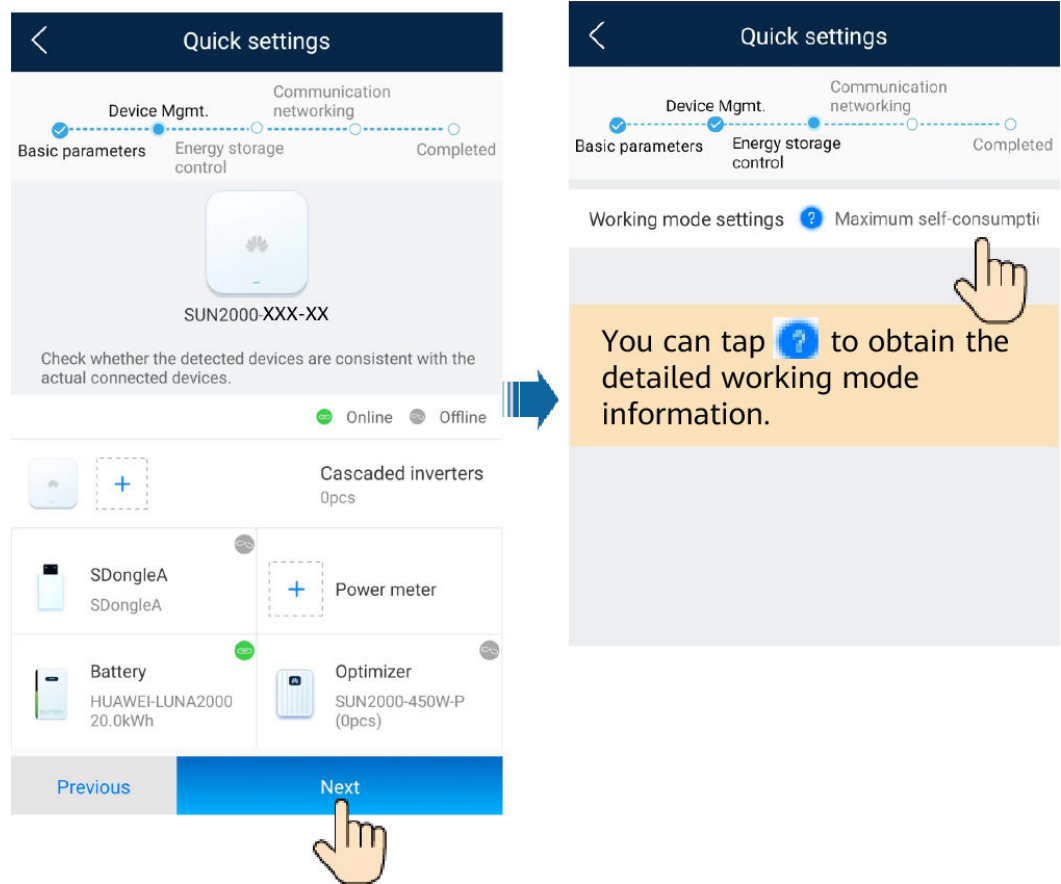 Quick settings
Communication
networking
Device Mgmt.
Basic parameters
Energy storage
control
Completed
SUN2000-XXX-XX
Check whether the detected devices are consistent with the
actual connected devices.
Online
Offline
Cascaded inverters
0pcs
SDongleA
SDongleA
Power meter
Battery
HUAWEI-LUNA2000
20.0kWh
Optimizer
SUN2000-450W-P
(0pcs)
Previous
Next
Quick settings
Communication
networking
Device Mgmt.
Basic parameters
Energy storage
control
Completed
Working mode settings ? Maximum self-consumpti
You can tap ? to obtain the
detailed working mode
information.